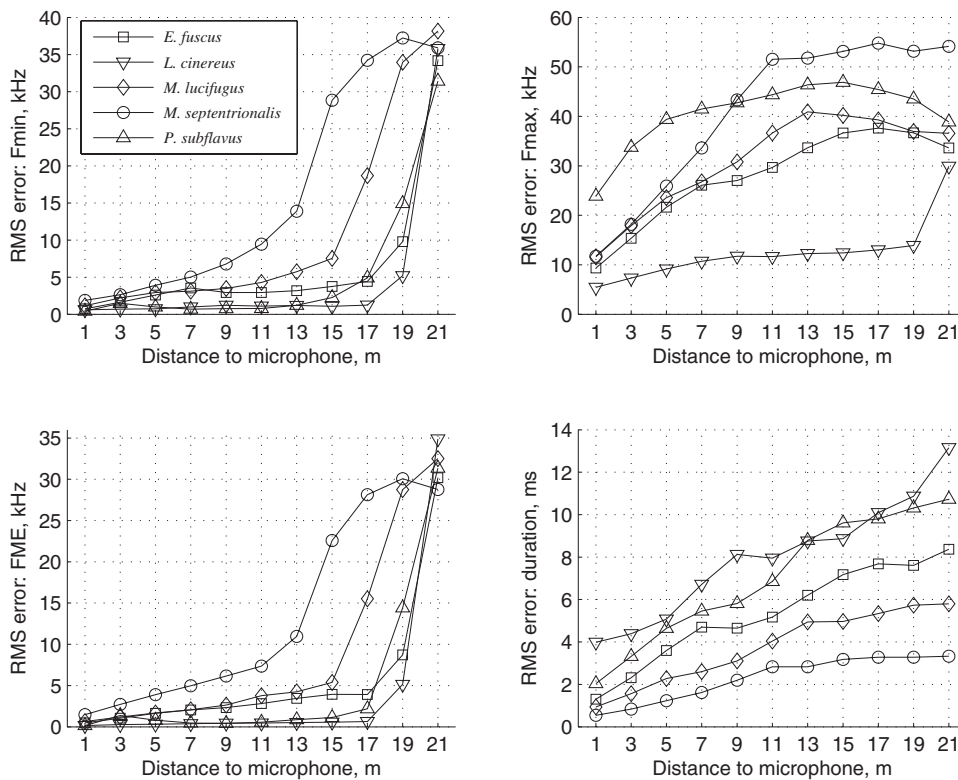 RMS error: Fmin, kHz
40
35
30
25
20
15
10
5
0
E. fuscus
L. cinereus
M. lucifugus
M. septentrionalis
P. subflavus
1 3 5 7 9 11 13 15 17 19 21
Distance to microphone, m
RMS error: Fmax, kHz
60
50
40
30
20
10
0
1 3 5 7 9 11 13 15 17 19 21
Distance to microphone, m
RMS error: FME, kHz
35
30
25
20
15
10
5
0
1 3 5 7 9 11 13 15 17 19 21
Distance to microphone, m
RMS error: duration, ms
14
12
10
8
6
4
2
0
1 3 5 7 9 11 13 15 17 19 21
Distance to microphone, m